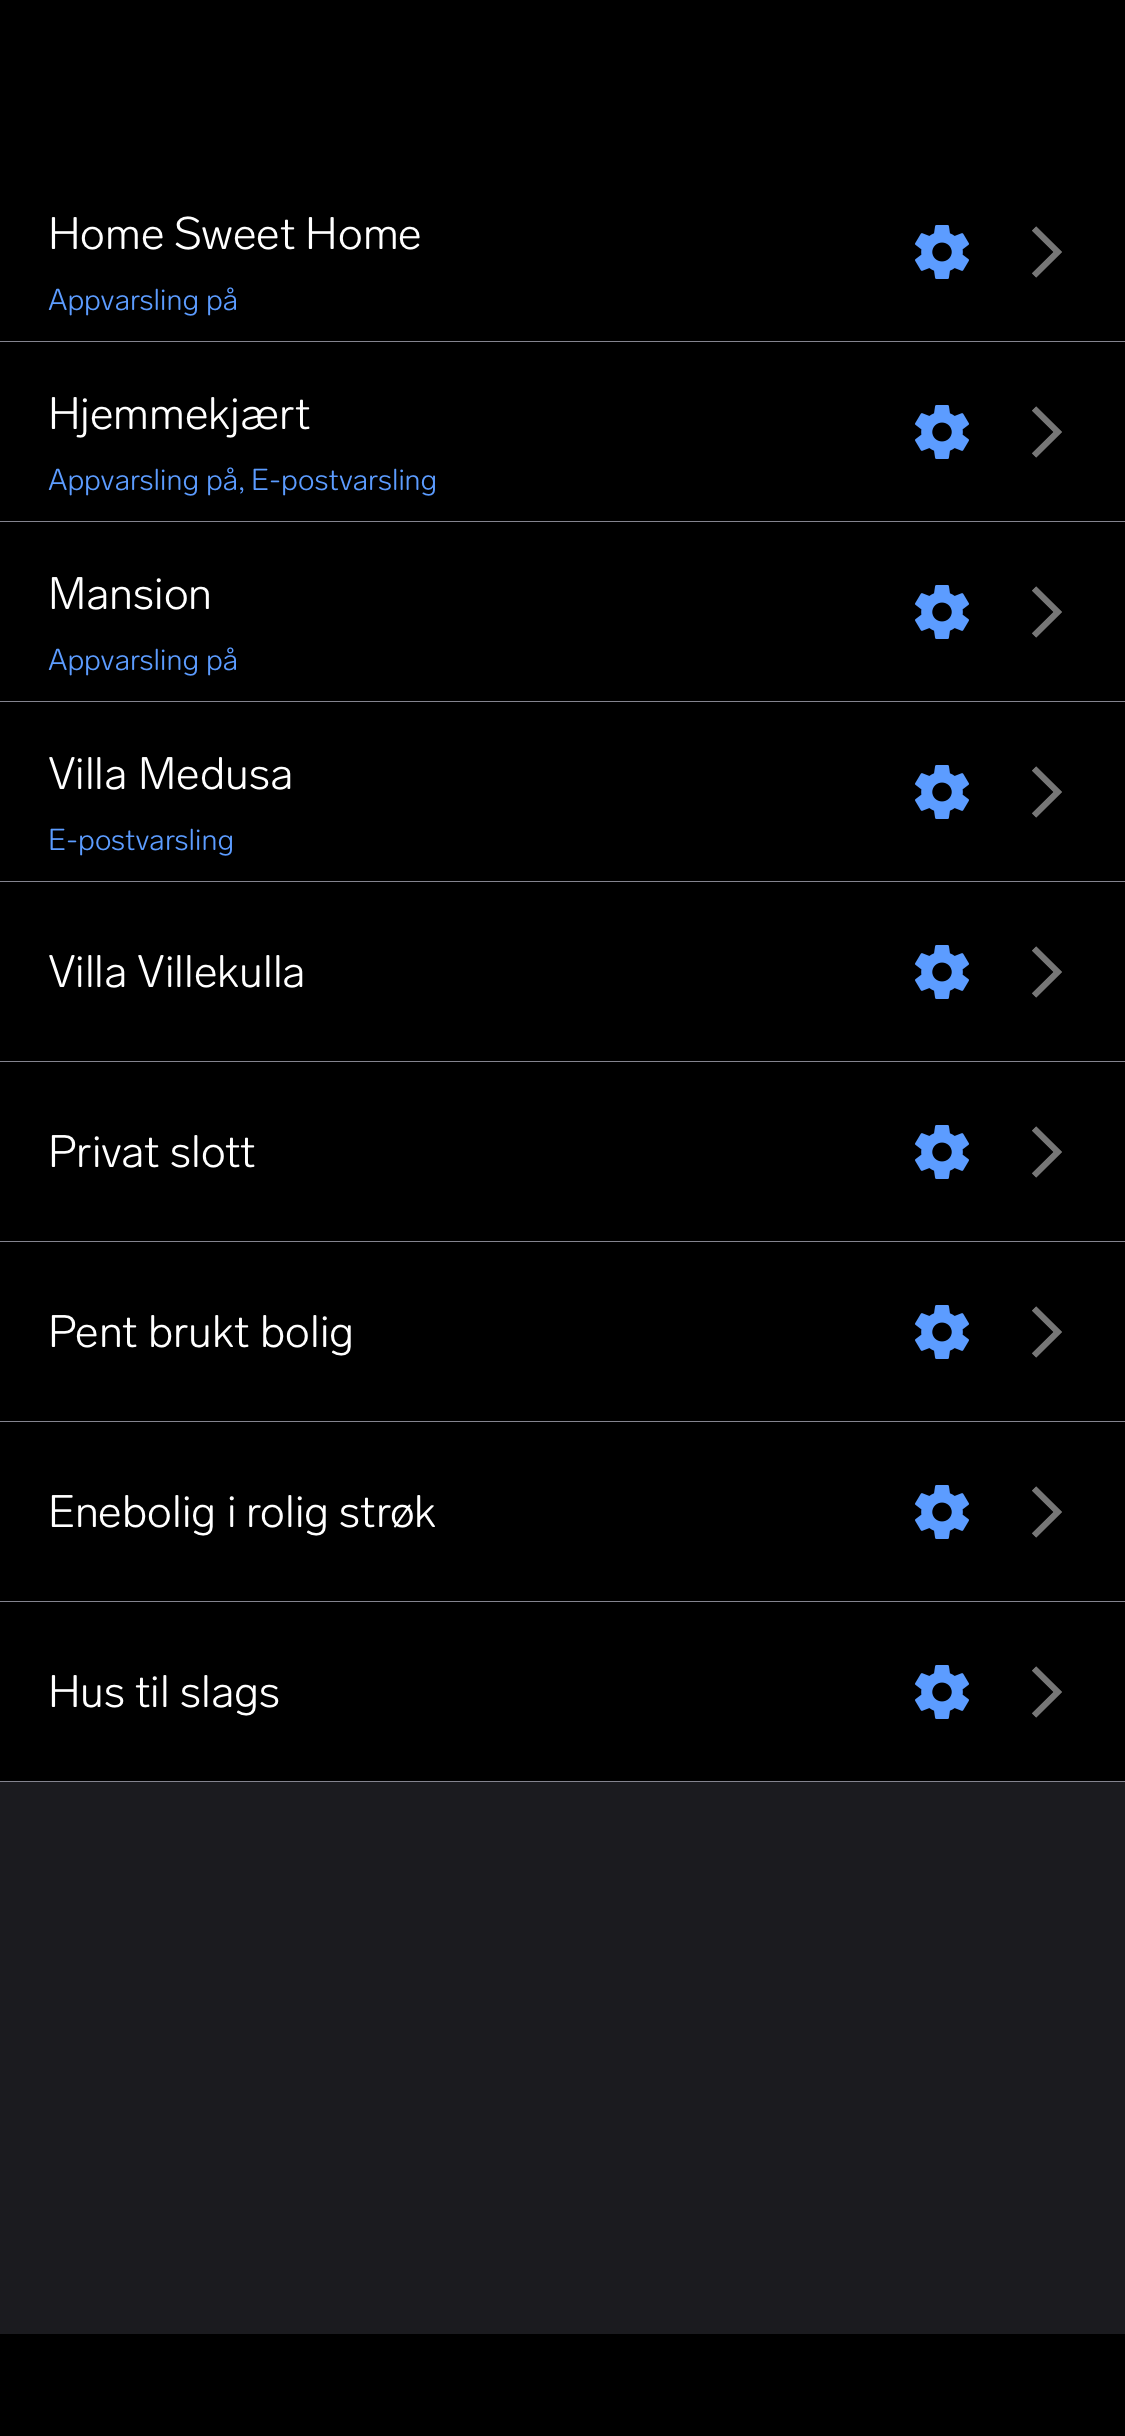 Home Sweet Home
Appvarsling på
Hjemmekjært
Appvarsling på, E-postvarsling
Mansion
Appvarsling på
Villa Medusa
E-postvarsling
Villa Villekulla
Privat slott
Pent brukt bolig
Enebolig i rolig strøk
Hus til slags